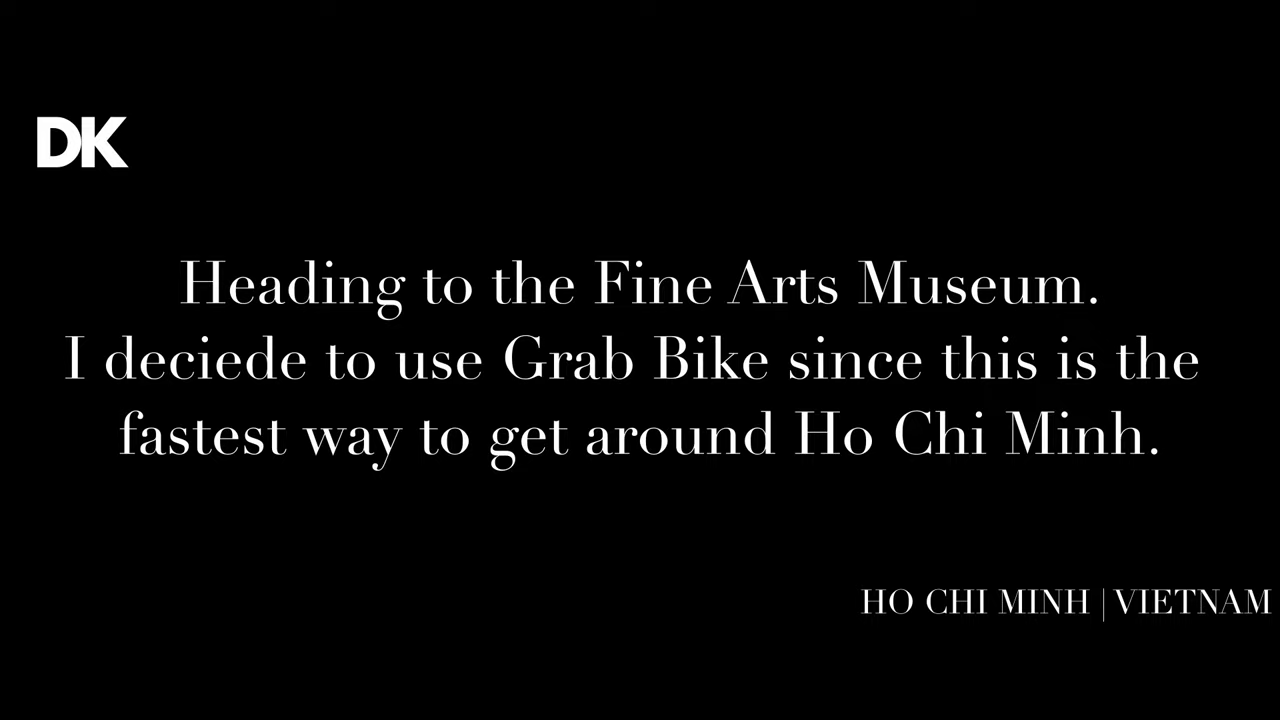 DK
Heading to the Fine Arts Museum.
I deciede to use Grab Bike since this is the
fastest way to get around Ho Chi Minh.
HO CHI MINH | VIETNAM